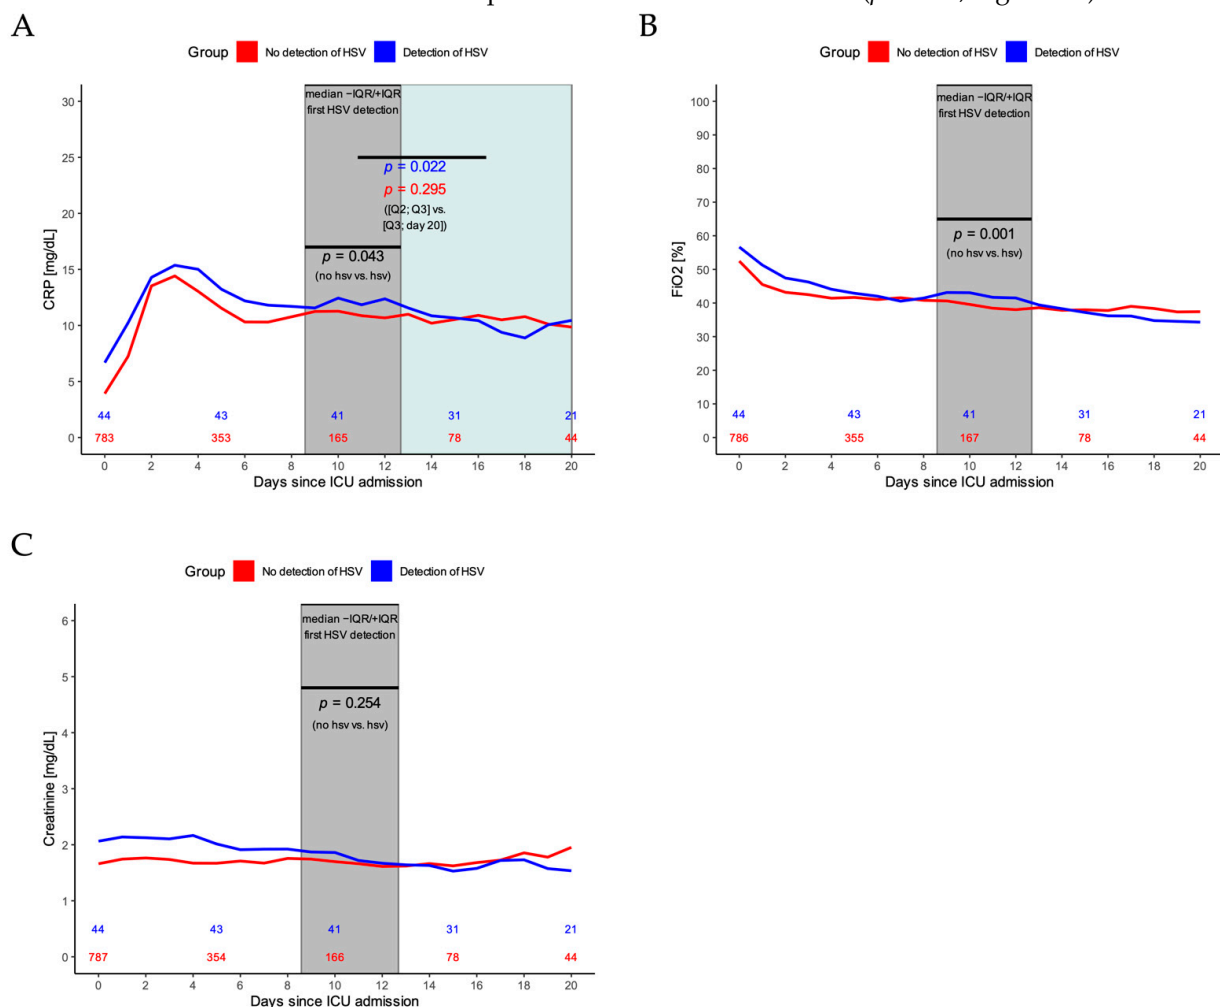 A
Group No detection of HSV Detection of HSV
median −IQR/+IQR
first HSV detection
p = 0.022
p = 0.295
([Q2; Q3] vs.
[Q3; day 20])
p = 0.043
(no hsv vs. hsv)
CRP [mg/dL]
30
25
20
15
10
5
0
44 43 41 31 21
783 353 165 78 44
0 2 4 6 8 10 12 14 16 18 20
Days since ICU admission
B
Group No detection of HSV Detection of HSV
median −IQR/+IQR
first HSV detection
p = 0.001
(no hsv vs. hsv)
FiO2 [%]
100
90
80
70
60
50
40
30
20
10
0
44 43 41 31 21
786 355 167 78 44
0 2 4 6 8 10 12 14 16 18 20
Days since ICU admission
C
Group No detection of HSV Detection of HSV
median −IQR/+IQR
first HSV detection
p = 0.254
(no hsv vs. hsv)
Creatinine [mg/dL]
6
5
4
3
2
1
0
44 43 41 31 21
787 354 166 78 44
0 2 4 6 8 10 12 14 16 18 20
Days since ICU admission